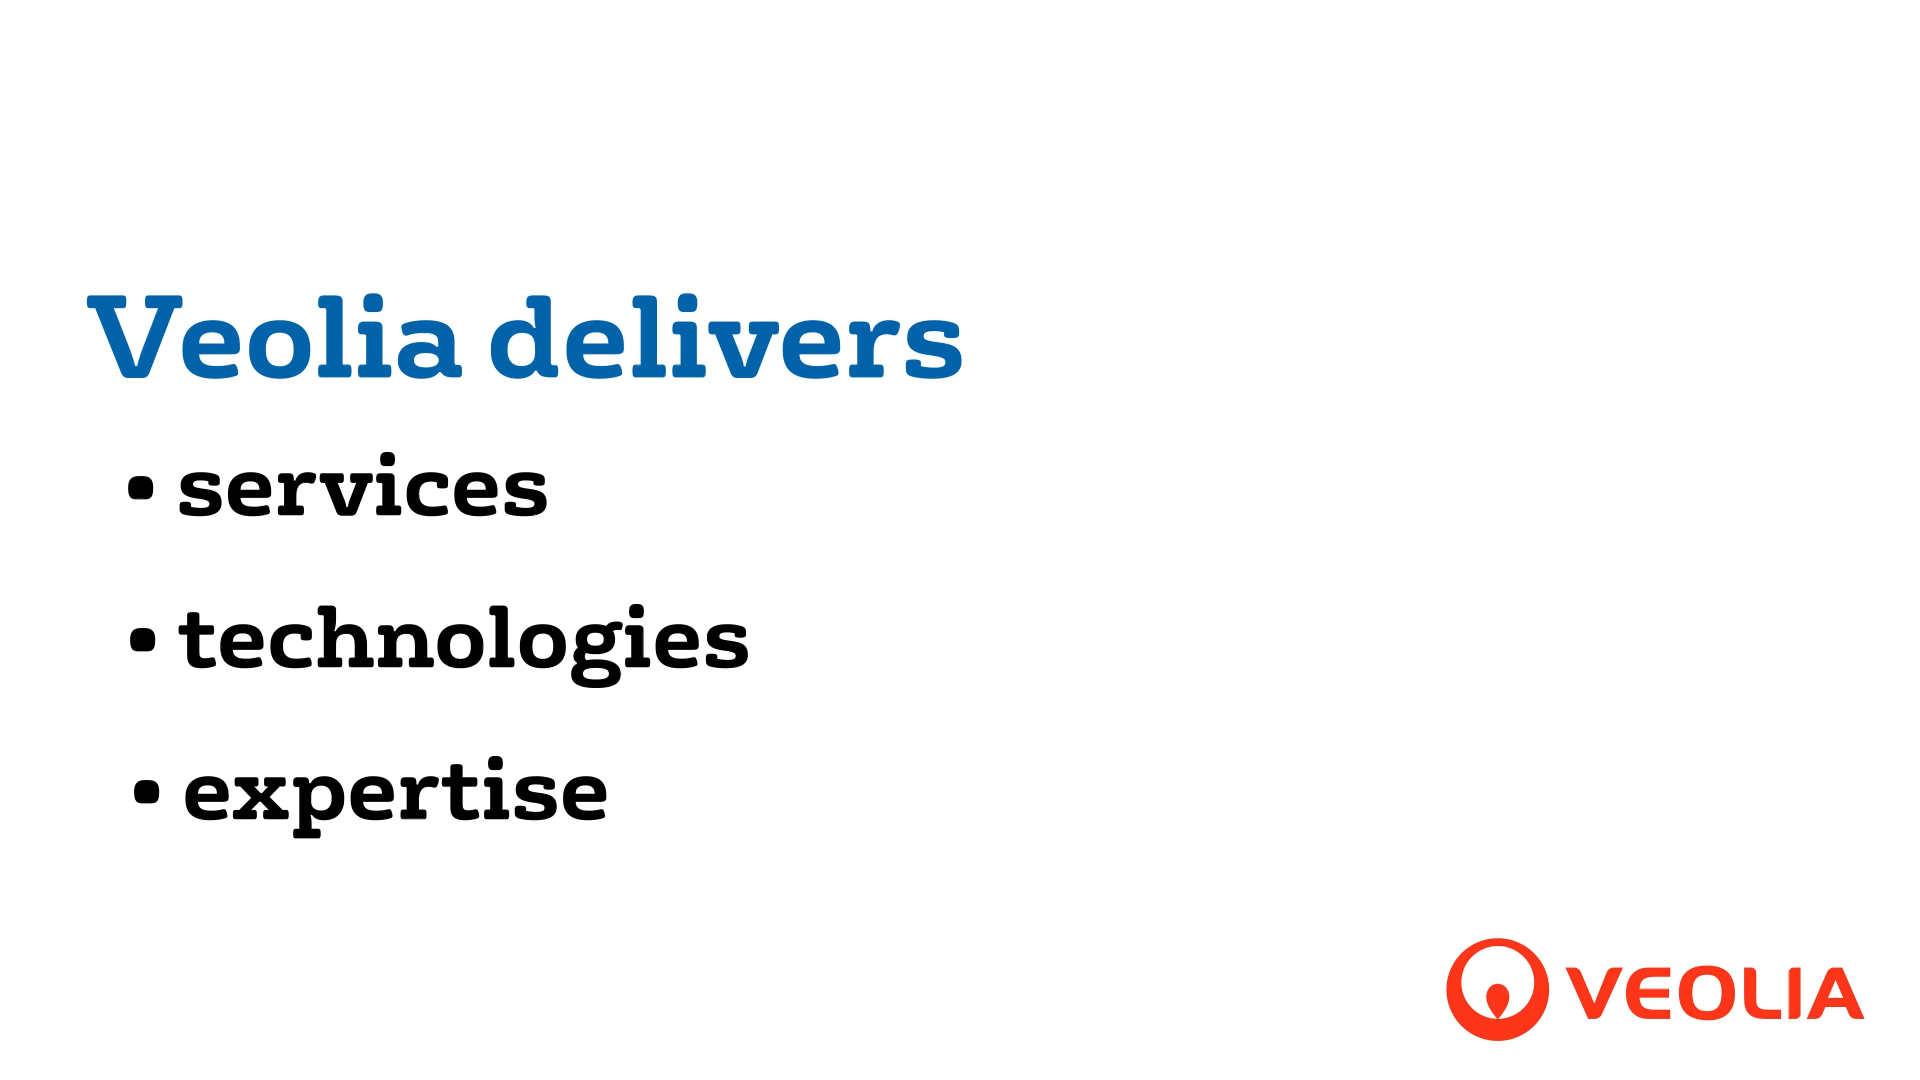 Veolia delivers
• services
• technologies
• expertise
VEOLIA